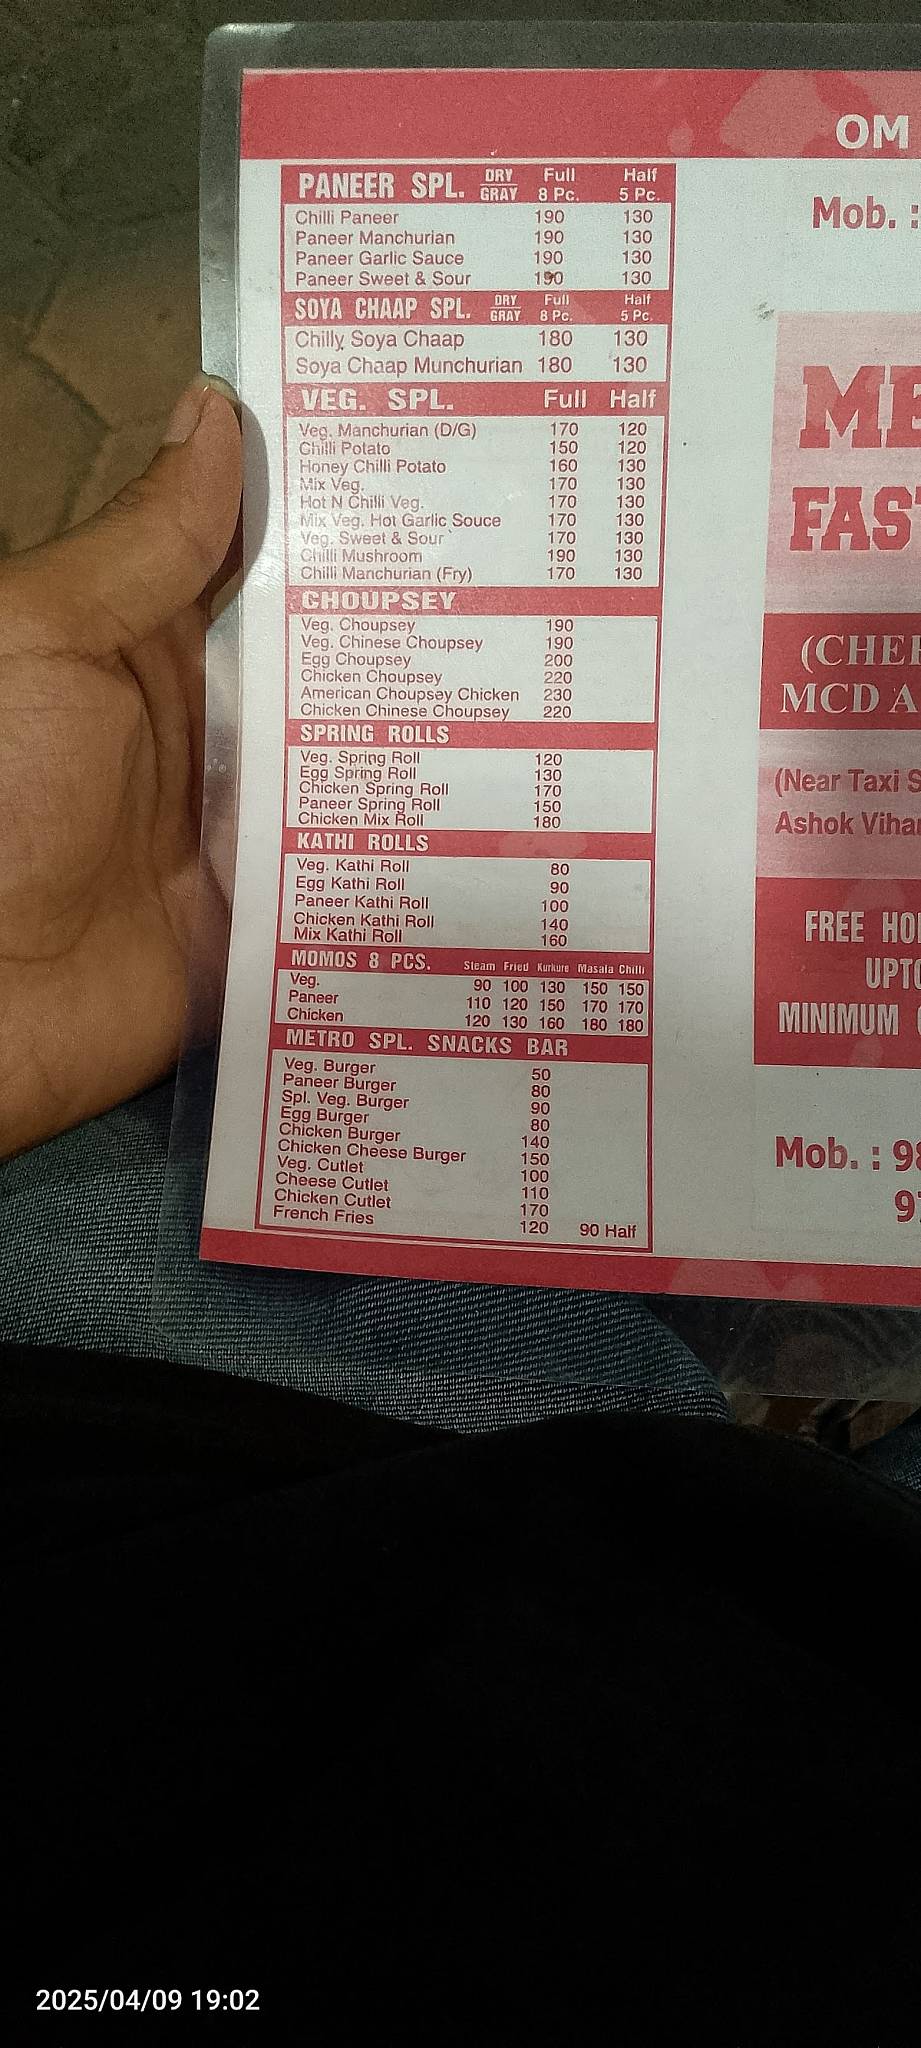 OM
PANEER SPL. DRY GRAY Full 8 Pc. Half 5 Pc.
Chilli Paneer 190 130
Paneer Manchurian 190 130
Paneer Garlic Sauce 190 130
Paneer Sweet & Sour 190 130
SOYA CHAAP SPL. DRY GRAY Full 8 Pc. Half 5 Pc.
Chilly Soya Chaap 180 130
Soya Chaap Munchurian 180 130
VEG. SPL. Full Half
Veg. Manchurian (D/G) 170 120
Chilli Potato 150 120
Honey Chilli Potato 160 130
Mix Veg. 170 130
Hot N Chilli Veg. 170 130
Mix Veg. Hot Garlic Souce 170 130
Veg. Sweet & Sour 170 130
Chilli Mushroom 190 130
Chilli Manchurian (Fry) 170 130
CHOUPSEY
Veg. Choupsey 190
Veg. Chinese Choupsey 190
Egg Choupsey 200
Chicken Choupsey 220
American Choupsey Chicken 230
Chicken Chinese Choupsey 220
SPRING ROLLS
Veg. Spring Roll 120
Egg Spring Roll 130
Chicken Spring Roll 170
Paneer Spring Roll 150
Chicken Mix Roll 180
KATHI ROLLS
Veg. Kathi Roll 80
Egg Kathi Roll 90
Paneer Kathi Roll 100
Chicken Kathi Roll 140
Mix Kathi Roll 160
MOMOS 8 PCS. Steam Fried Kurkure Masala Chilli
Veg. 90 100 130 150 150
Paneer 110 120 150 170 170
Chicken 120 130 160 180 180
METRO SPL. SNACKS BAR
Veg. Burger 50
Paneer Burger 80
Spl. Veg. Burger 90
Egg Burger 80
Chicken Burger 140
Chicken Cheese Burger 150
Veg. Cutlet 100
Cheese Cutlet 110
Chicken Cutlet 170
French Fries 120 90 Half
Mob. :
FAS
MCD A
(Near Taxi S
Ashok Vihar
FREE HO
UPTO
MINIMUM
Mob. : 98
2025/04/09 19:02